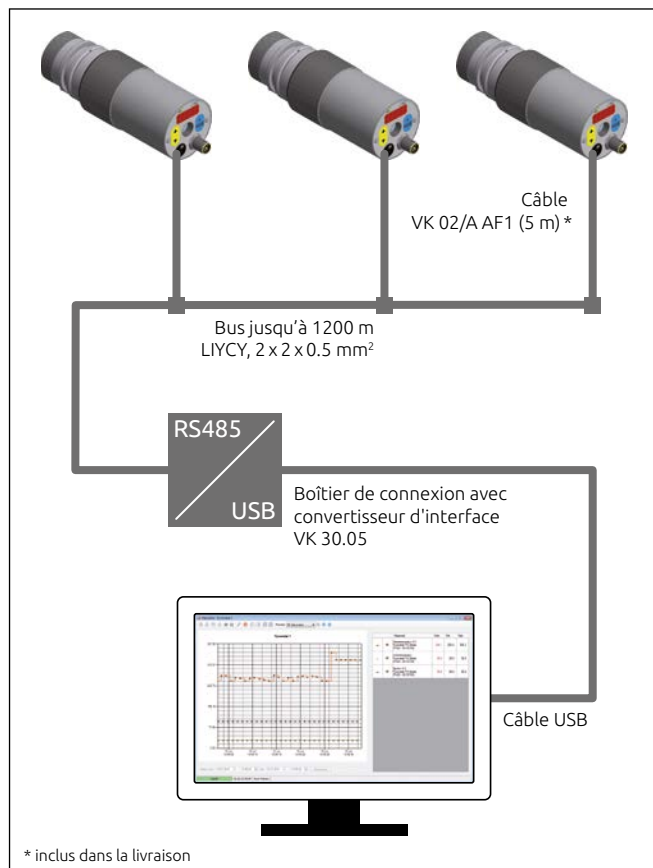 Câble
VK 02/A AF1 (5 m) *
Bus jusqu'à 1200 m
LIYCY, 2 x 2 x 0.5 mm²
RS485
USB
Boîtier de connexion avec
convertisseur d'interface
VK 30.05
Câble USB
* inclus dans la livraison